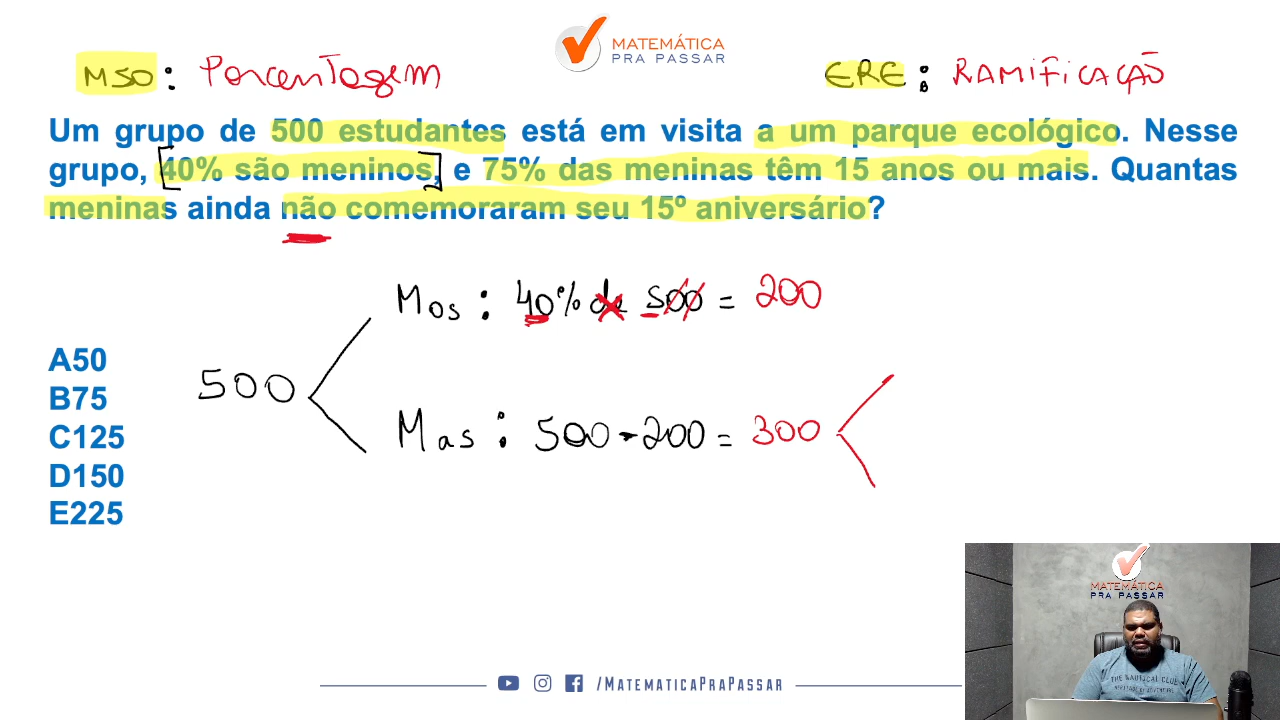 MATEMÁTICA
PRA PASSAR
MSO : Porcentagem
ERE : RAMIFICAÇÃO
Um grupo de 500 estudantes está em visita a um parque ecológico. Nesse
grupo, [40% são meninos,] e 75% das meninas têm 15 anos ou mais. Quantas
meninas ainda não comemoraram seu 15º aniversário?
Mos : 40% de 500 = 200
500
Mas : 500 - 200 = 300
A50
B75
C125
D150
E225
MATEMÁTICA
PRA PASSAR
THE NAUTICAL CLUB
/MATEMATICAPRAPASSAR